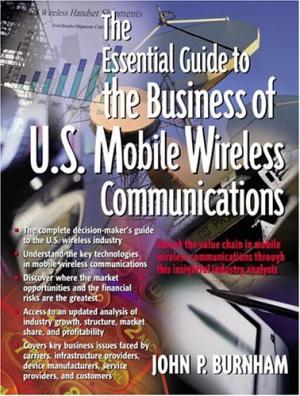 U.S. Wireless Handset Shipments
The
Essential Guide to
the Business of
U.S. Mobile Wireless
Communications
The complete decision-maker's guide
to the U.S. wireless industry
Understand the key technologies
in mobile wireless communications
Discover where the market
opportunities and the financial
risks are the greatest
Access to an updated analysis of
industry growth, structure, market
share, and profitability
Covers key business issues faced by
carriers, infrastructure providers,
device manufacturers, service
providers, and customers
the value chain in mobile
wireless communications through
this insightful industry analysis
JOHN P. BURNHAM